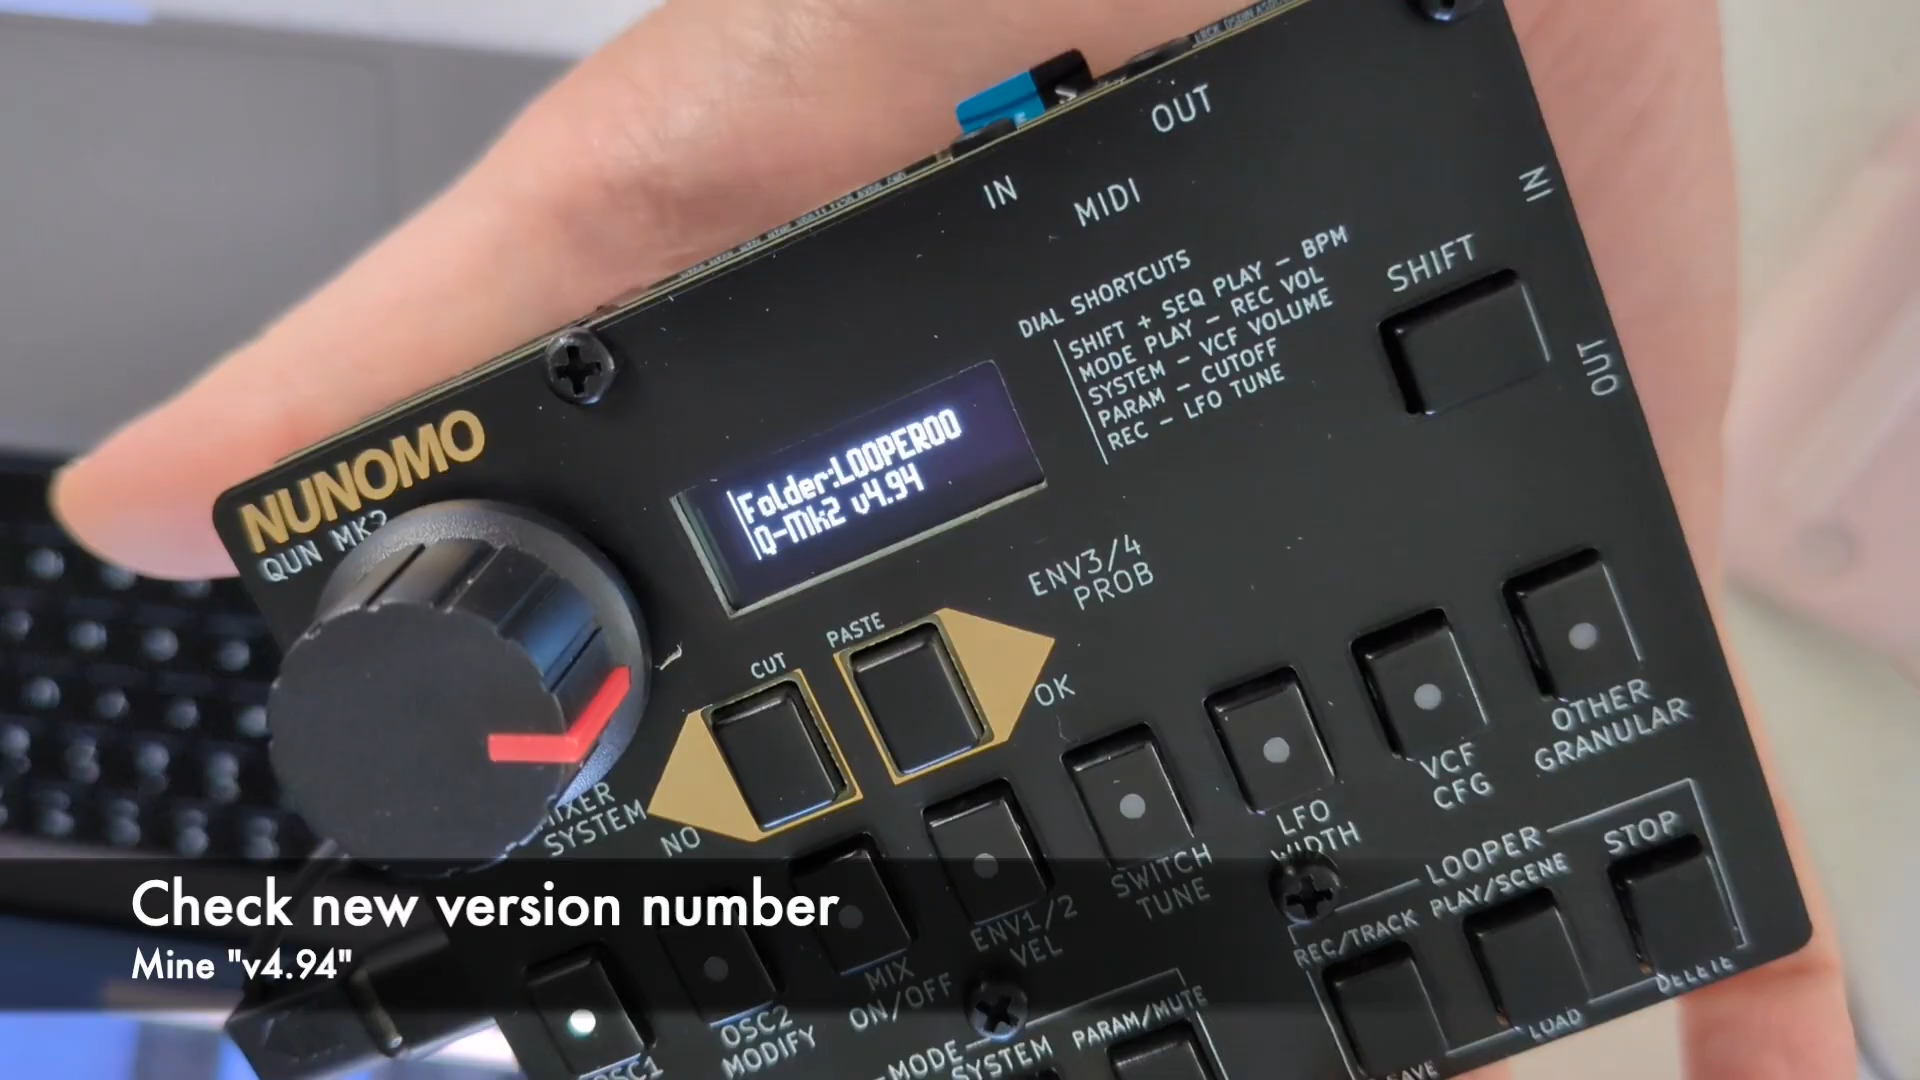 OUT
IN
MIDI
IN
OUT
DIAL SHORTCUTS
SHIFT + SEQ PLAY – BPM
MODE PLAY – REC VOL
SYSTEM – VCF VOLUME
PARAM – CUTOFF
REC – LFO TUNE
SHIFT
NUNOMO
QUN MK2
Folder:LOOPER00
Q-Mk2 v4.94
ENV3/4
PROB
PASTE
CUT
OK
NO
MIXER
SYSTEM
OTHER
GRANULAR
VCF
CFG
LFO
WIDTH
SWITCH
TUNE
ENV1/2
VEL
MIX
ON/OFF
OSC2
MODIFY
OSC1
LOOPER
STOP
PLAY/SCENE
REC/TRACK
DELETE
LOAD
SAVE
MODE
SYSTEM
PARAM/MUTE
Check new version number
Mine "v4.94"